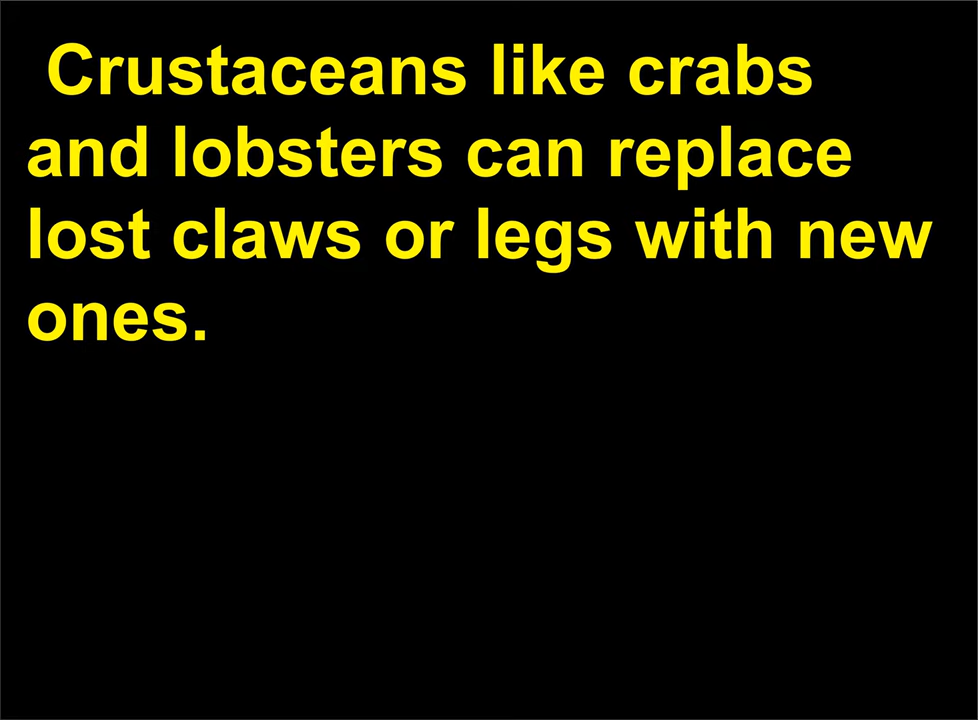 Crustaceans like crabs
and lobsters can replace
lost claws or legs with new
ones.